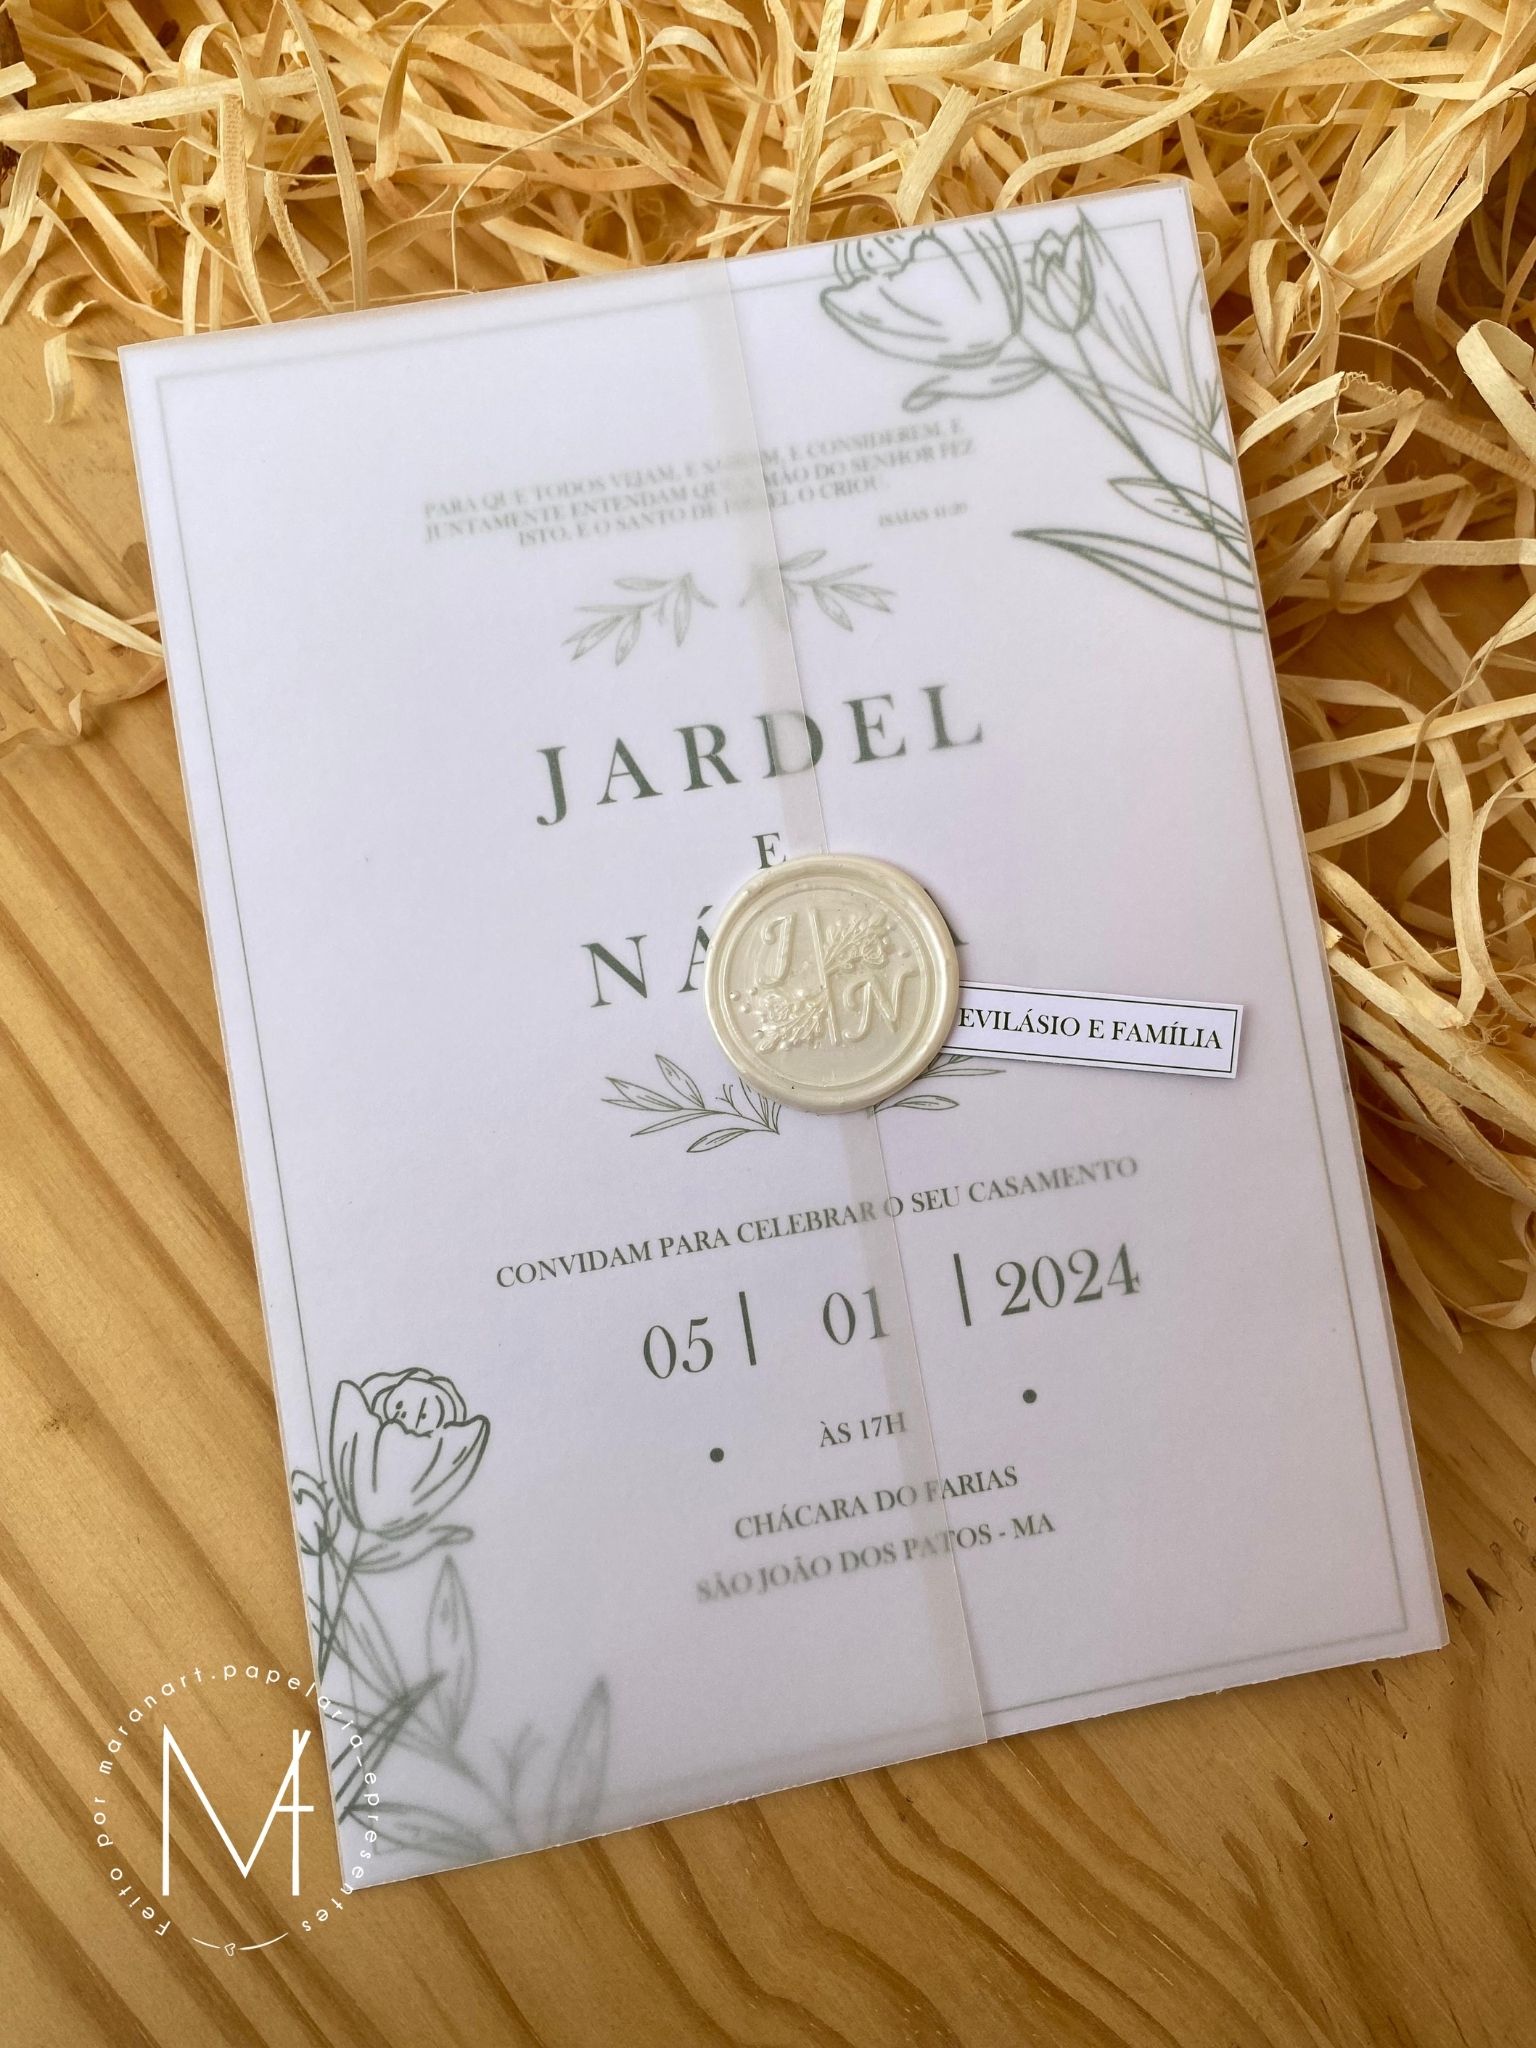 PARA QUE TODOS VEJAM, E E CONSIDEREM, E
JUNTAMENTE ENTENDAM QUE A MÃO DO SENHOR FEZ
ISTO, E O SANTO DE ISRAEL O CRIOU.
ISAÍAS 41:20
JARDEL
E
J N
EVILÁSIO E FAMÍLIA
CONVIDAM PARA CELEBRAR O SEU CASAMENTO
05 | 01 | 2024
• ÀS 17H •
CHÁCARA DO FARIAS
SÃO JOÃO DOS PATOS - MA
Feito por maranart.papelaria_epresentes
MA